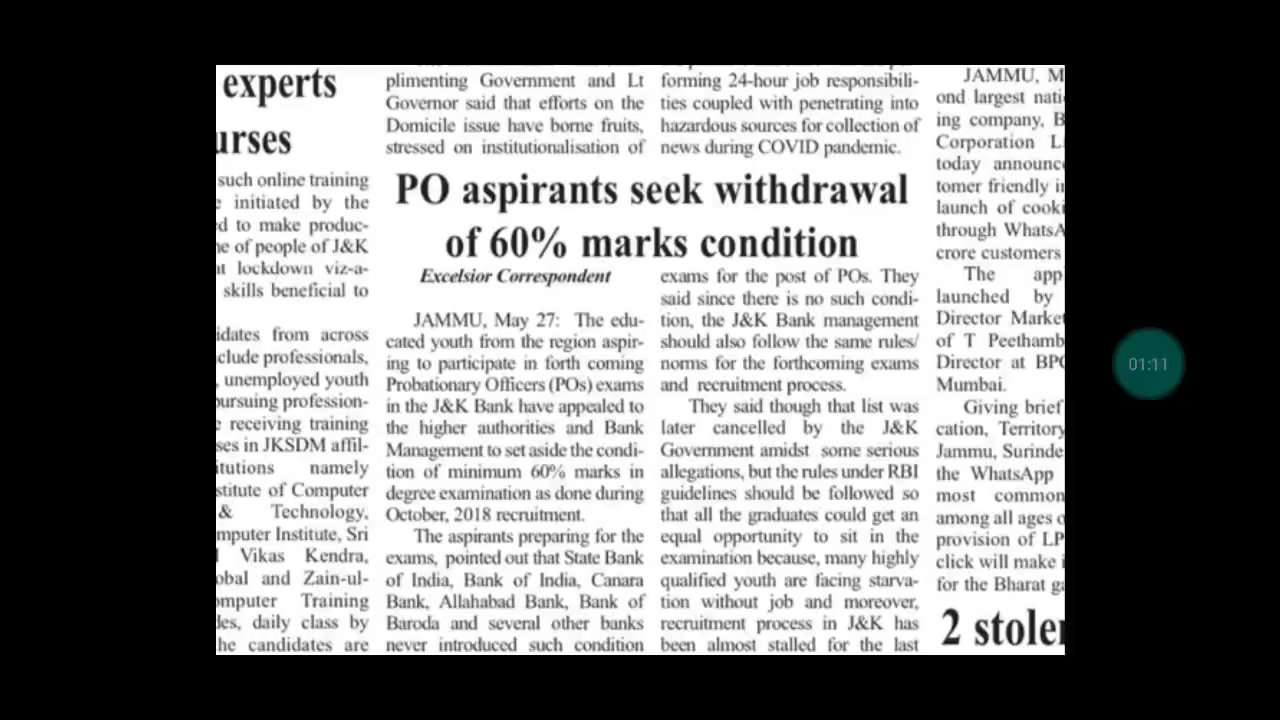 experts
urses
such online training
initiated by the
d to make produc-
e of people of J&K
t lockdown viz-a-
skills beneficial to
idates from across
clude professionals,
, unemployed youth
ursuing profession-
receiving training
ses in JKSDM affil-
itutions namely
stitute of Computer
& Technology,
mputer Institute, Sri
Vikas Kendra,
obal and Zain-ul-
omputer Training
les, daily class by
he candidates are
plimenting Government and Lt
Governor said that efforts on the
Domicile issue have borne fruits,
stressed on institutionalisation of
forming 24-hour job responsibili-
ties coupled with penetrating into
hazardous sources for collection of
news during COVID pandemic.
PO aspirants seek withdrawal
of 60% marks condition
Excelsior Correspondent
JAMMU, May 27: The edu-
cated youth from the region aspir-
ing to participate in forth coming
Probationary Officers (POs) exams
in the J&K Bank have appealed to
the higher authorities and Bank
Management to set aside the condi-
tion of minimum 60% marks in
degree examination as done during
October, 2018 recruitment.
The aspirants preparing for the
exams, pointed out that State Bank
of India, Bank of India, Canara
Bank, Allahabad Bank, Bank of
Baroda and several other banks
never introduced such condition
exams for the post of POs. They
said since there is no such condi-
tion, the J&K Bank management
should also follow the same rules/
norms for the forthcoming exams
and recruitment process.
They said though that list was
later cancelled by the J&K
Government amidst some serious
allegations, but the rules under RBI
guidelines should be followed so
that all the graduates could get an
equal opportunity to sit in the
examination because, many highly
qualified youth are facing starva-
tion without job and moreover,
recruitment process in J&K has
been almost stalled for the last
JAMMU, M
ond largest nati
ing company, B
Corporation L
today announc
tomer friendly i
launch of cooki
through WhatsA
crore customers
The app
launched by
Director Market
of T Peethamb
Director at BPC
Mumbai.
Giving brief
cation, Territory
Jammu, Surinde
the WhatsApp
most common
among all ages o
provision of LP
click will make i
for the Bharat ga
2 stolen
01:11